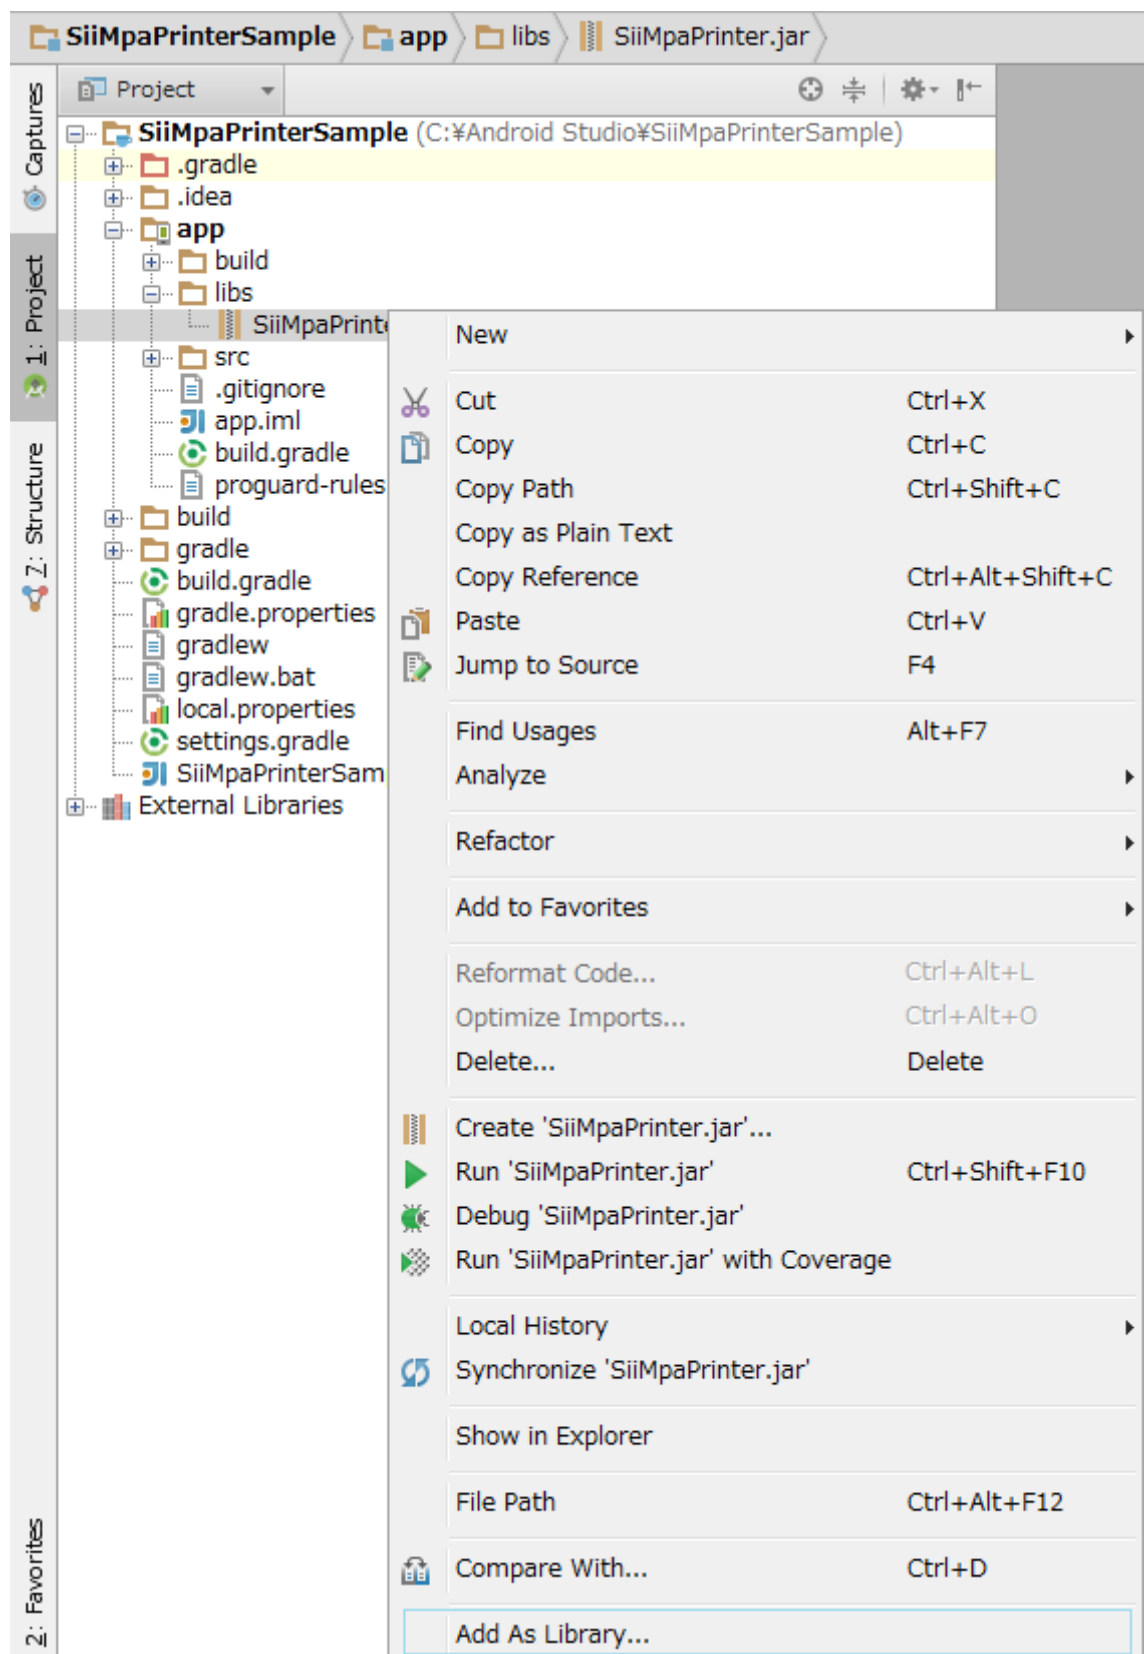 SiiMpaPrinterSample app libs SiiMpaPrinter.jar
Captures
1: Project
7: Structure
2: Favorites
Project
SiiMpaPrinterSample (C:¥Android Studio¥SiiMpaPrinterSample)
.gradle
.idea
app
build
libs
SiiMpaPrinte
src
.gitignore
app.iml
build.gradle
proguard-rules
build
gradle
build.gradle
gradle.properties
gradlew
gradlew.bat
local.properties
settings.gradle
SiiMpaPrinterSam
External Libraries
New
Cut Ctrl+X
Copy Ctrl+C
Copy Path Ctrl+Shift+C
Copy as Plain Text
Copy Reference Ctrl+Alt+Shift+C
Paste Ctrl+V
Jump to Source F4
Find Usages Alt+F7
Analyze
Refactor
Add to Favorites
Reformat Code... Ctrl+Alt+L
Optimize Imports... Ctrl+Alt+O
Delete... Delete
Create 'SiiMpaPrinter.jar'...
Run 'SiiMpaPrinter.jar' Ctrl+Shift+F10
Debug 'SiiMpaPrinter.jar'
Run 'SiiMpaPrinter.jar' with Coverage
Local History
Synchronize 'SiiMpaPrinter.jar'
Show in Explorer
File Path Ctrl+Alt+F12
Compare With... Ctrl+D
Add As Library...